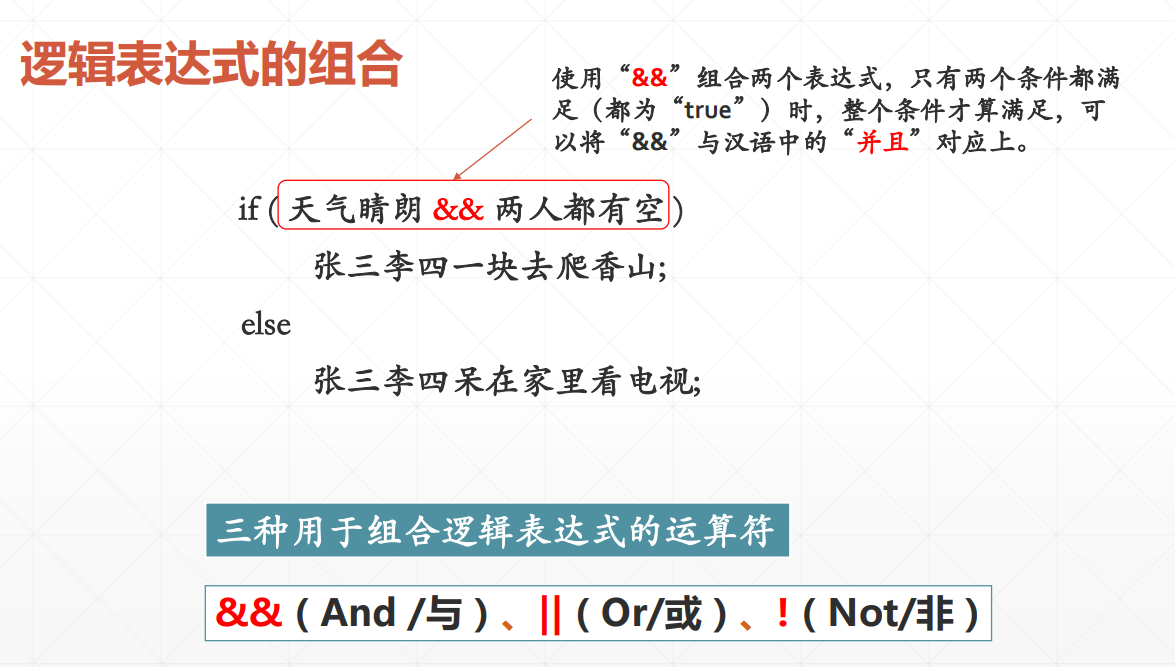 逻辑表达式的组合
使用“&&”组合两个表达式，只有两个条件都满
足（都为“true”）时，整个条件才算满足，可
以将“&&”与汉语中的“并且”对应上。
if (天气晴朗 && 两人都有空)
张三李四一块去爬香山;
else
张三李四呆在家里看电视;
三种用于组合逻辑表达式的运算符
&&（And /与）、||（Or/或）、!（Not/非）